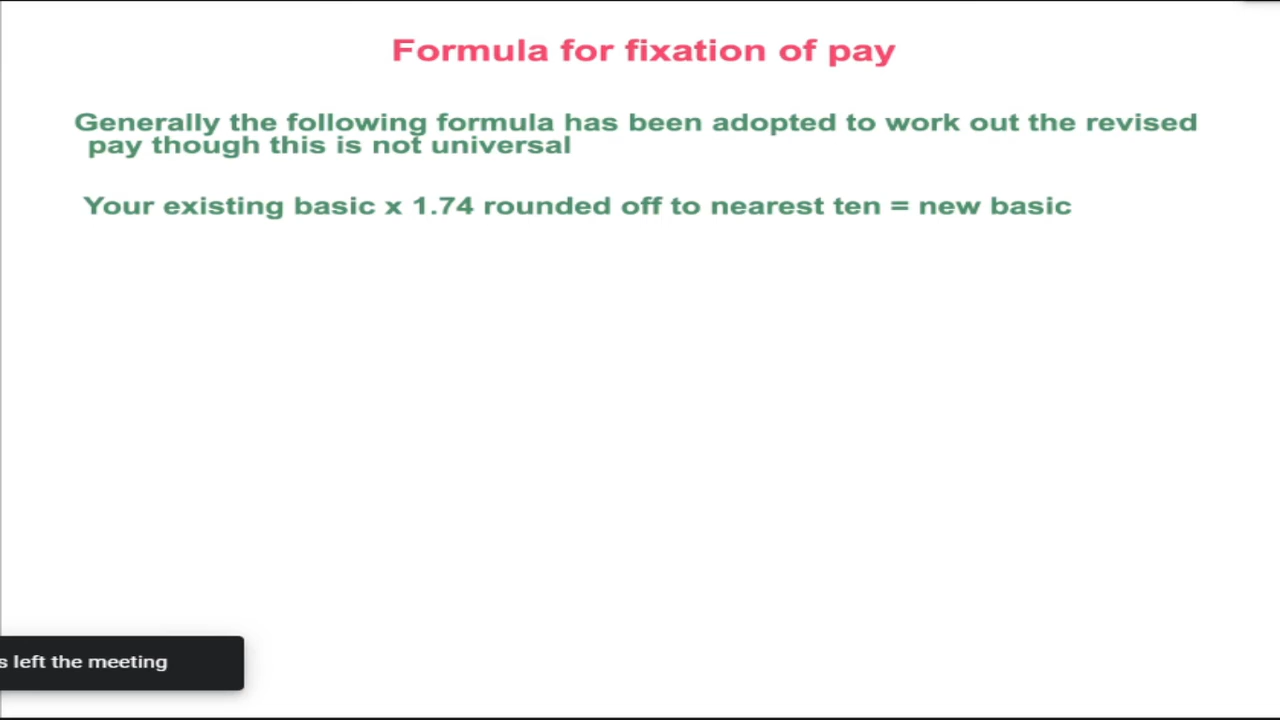 Formula for fixation of pay
Generally the following formula has been adopted to work out the revised
pay though this is not universal
Your existing basic x 1.74 rounded off to nearest ten = new basic
left the meeting